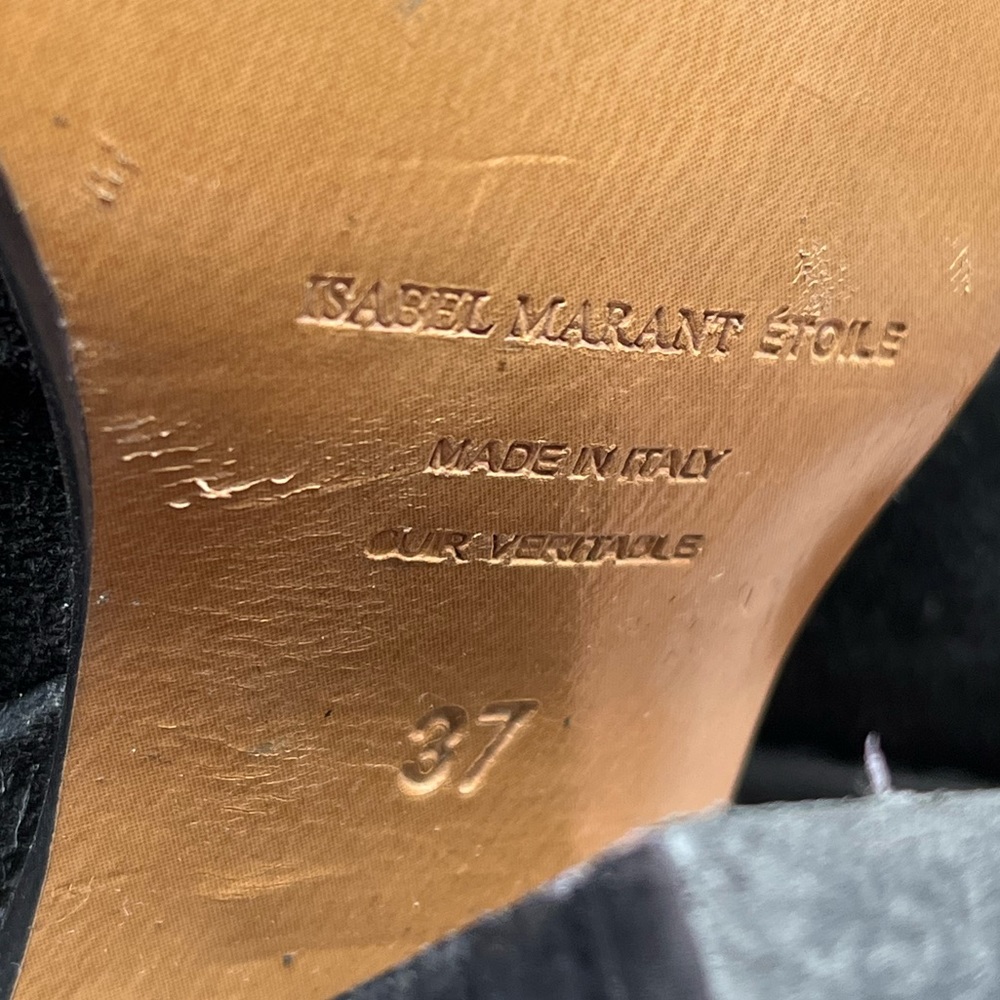 ISABEL MARANT ÉTOILE
MADE IN ITALY
CUIR VERITABLE
37